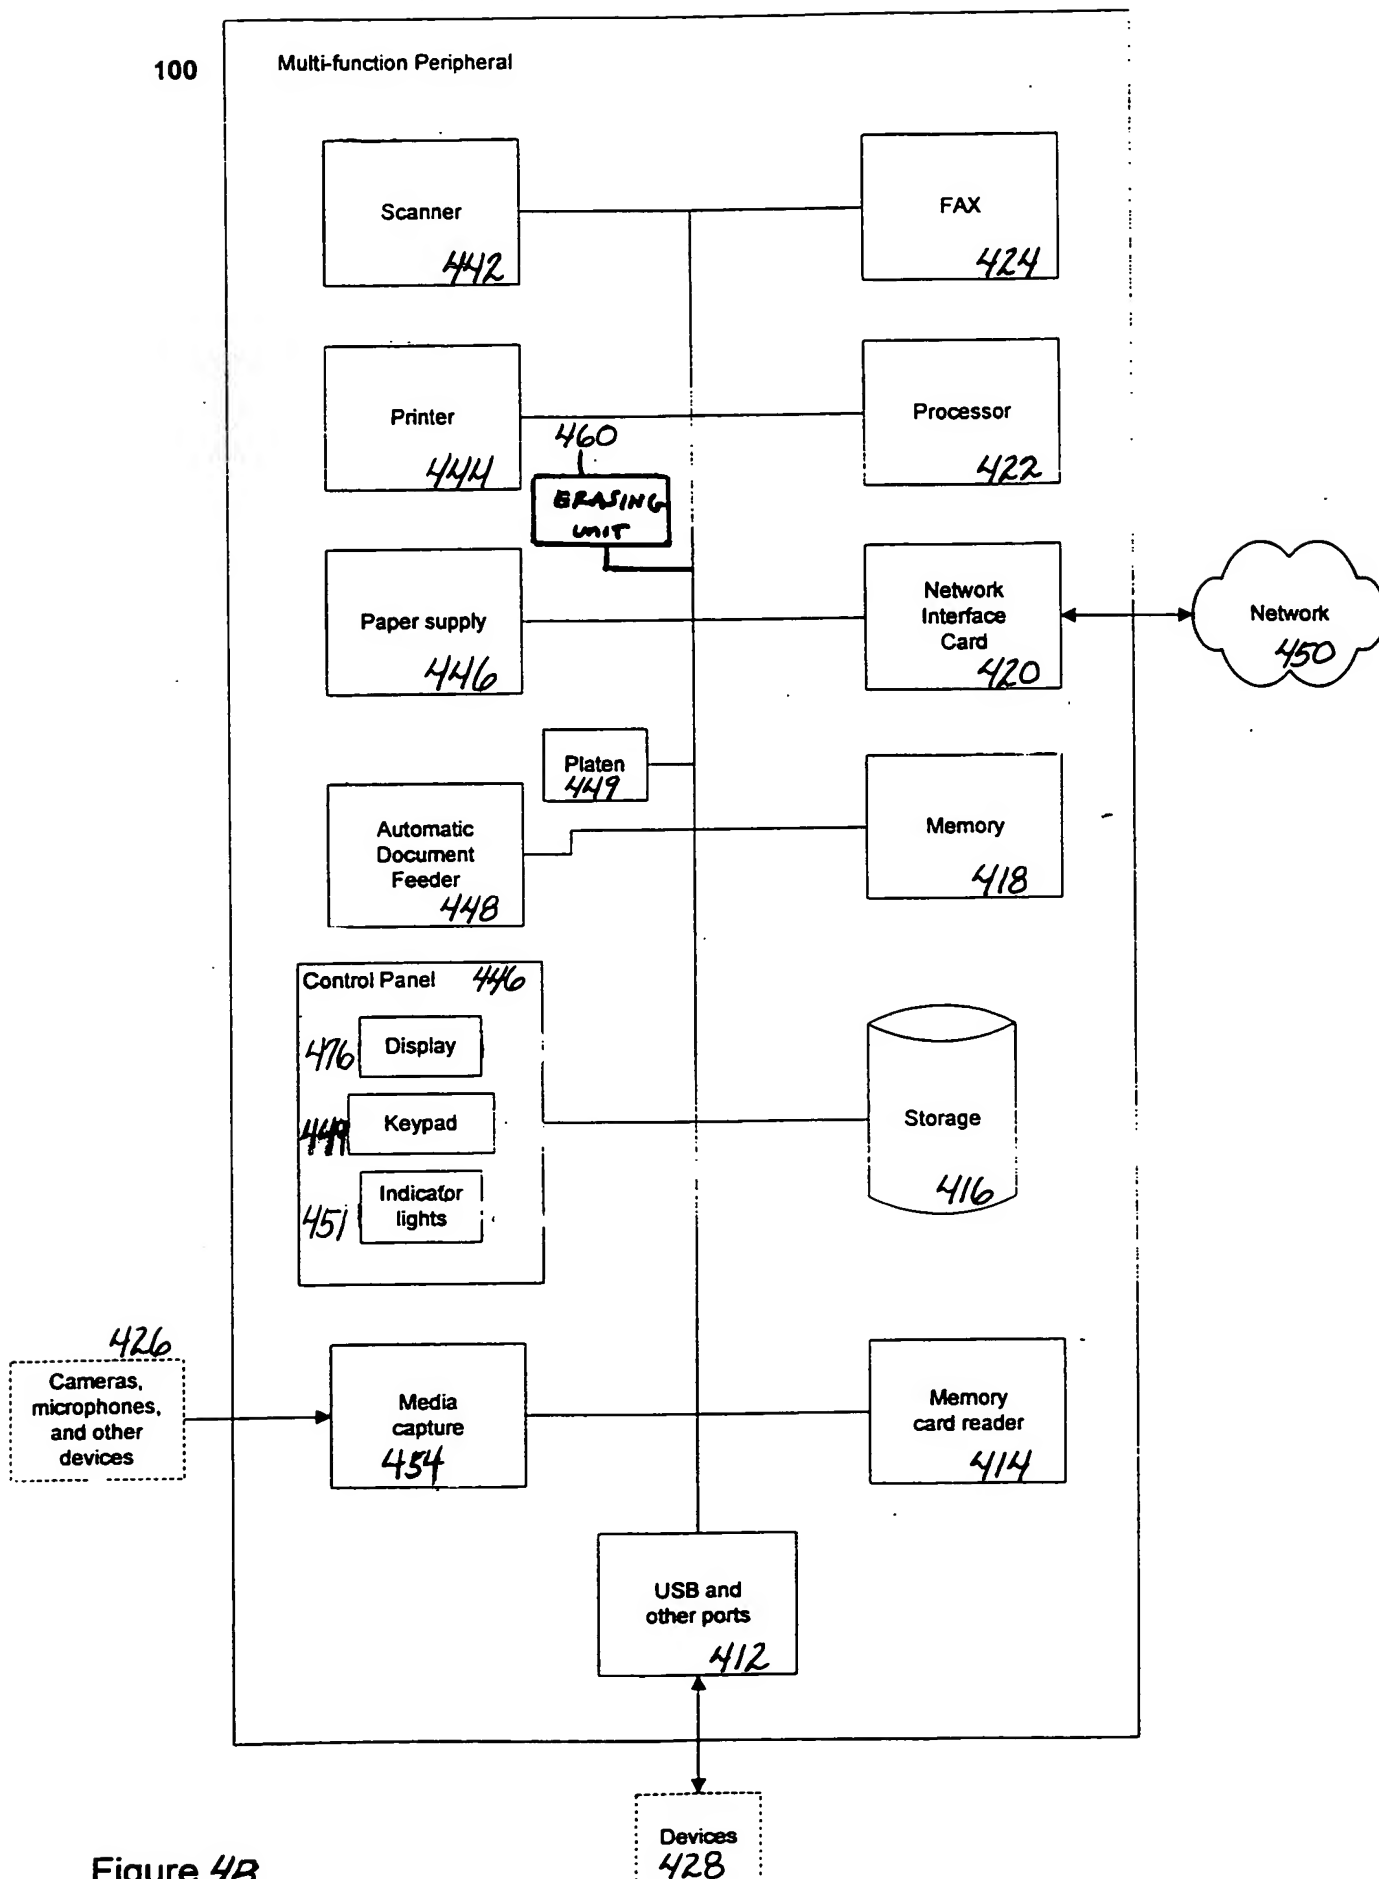 100
Multi-function Peripheral
Scanner
442
FAX
424
Printer
444
Processor
422
460
ERASING
UNIT
Paper supply
446
Network
Interface
Card
420
Network
450
Platen
449
Automatic
Document
Feeder
448
Memory
418
Control Panel 446
476 Display
449 Keypad
451 Indicator
lights
Storage
416
426
Cameras,
microphones,
and other
devices
Media
capture
454
Memory
card reader
414
USB and
other ports
412
Devices
428
Figure 4B